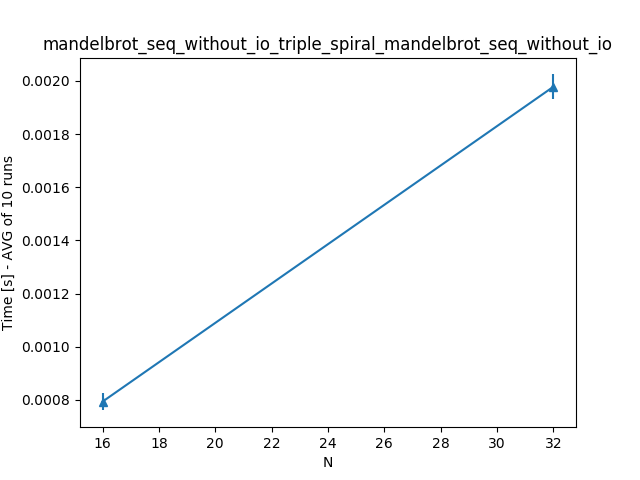 mandelbrot_seq_without_io_triple_spiral_mandelbrot_seq_without_io
Time [s] - AVG of 10 runs
0.0020
0.0018
0.0016
0.0014
0.0012
0.0010
0.0008
16 18 20 22 24 26 28 30 32
N